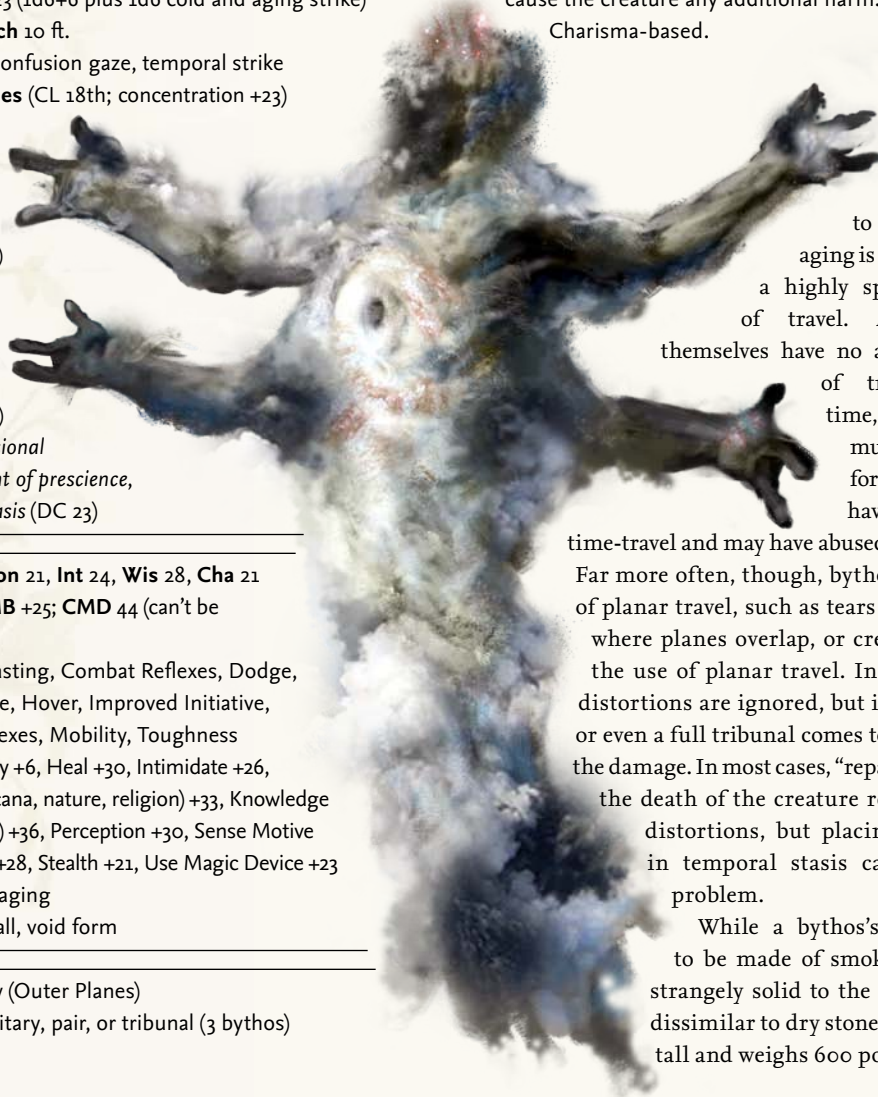 23 (1d6+6 plus 1d6 cold and aging strike)
ch 10 ft.
onfusion gaze, temporal strike
es (CL 18th; concentration +23)
)
)
ional
nt of prescience,
asis (DC 23)
on 21, Int 24, Wis 28, Cha 21
MB +25; CMD 44 (can't be
asting, Combat Reflexes, Dodge,
e, Hover, Improved Initiative,
exes, Mobility, Toughness
y +6, Heal +30, Intimidate +26,
cana, nature, religion) +33, Knowledge
) +36, Perception +30, Sense Motive
+28, Stealth +21, Use Magic Device +23
aging
all, void form
y (Outer Planes)
itary, pair, or tribunal (3 bythos)
cause the creature any additional harm.
Charisma-based.
to
aging is
a highly sp
of travel.
themselves have no a
of tr
time,
mu
for
hav
time-travel and may have abused
Far more often, though, bytho
of planar travel, such as tears
where planes overlap, or cre
the use of planar travel. In
distortions are ignored, but i
or even a full tribunal comes to
the damage. In most cases, “repa
the death of the creature re
distortions, but placin
in temporal stasis ca
problem.
While a bythos's
to be made of smok
strangely solid to the
dissimilar to dry stone
tall and weighs 600 po